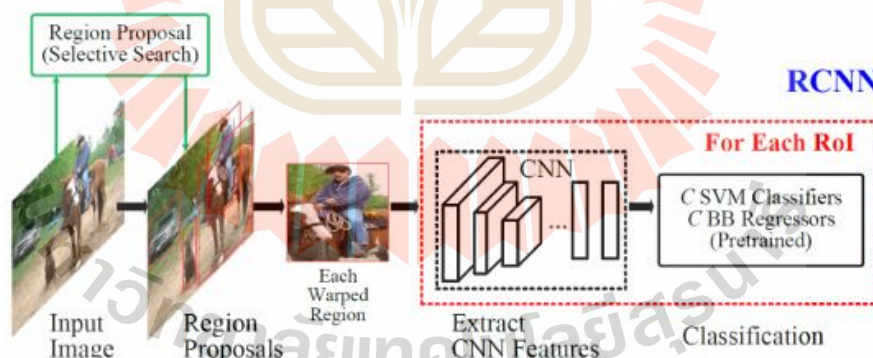 Region Proposal
(Selective Search)
RCNN
For Each RoI
CNN
...
C SVM Classifiers
C BB Regressors
(Pretrained)
Each
Warped
Region
Input
Image
Region
Proposals
Extract
CNN Features
Classification